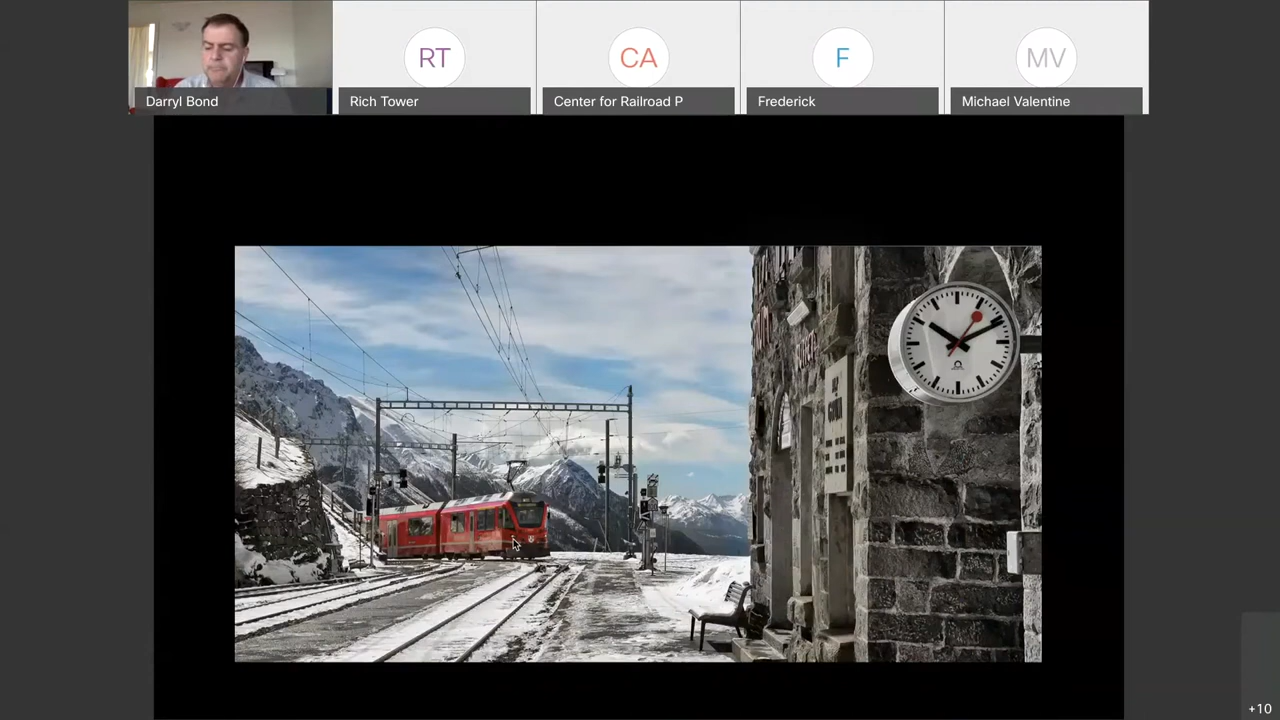 RT
CA
F
MV
Darryl Bond
Rich Tower
Center for Railroad P
Frederick
Michael Valentine
+10